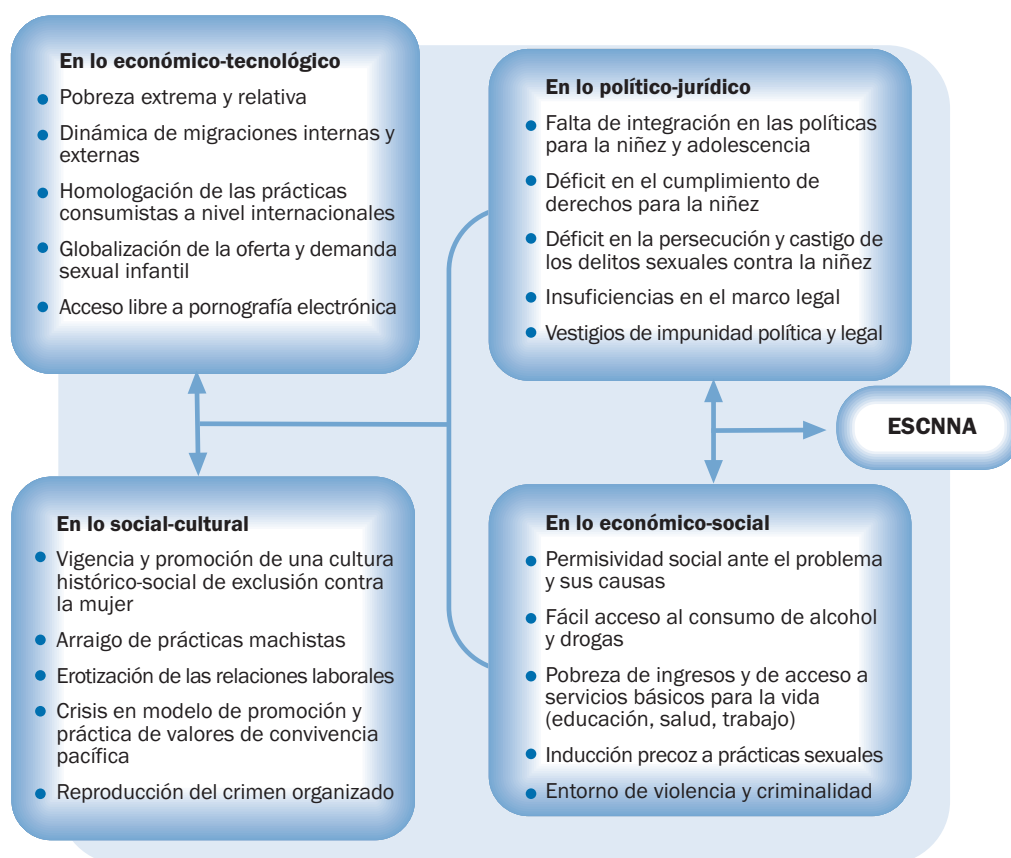 En lo económico-tecnológico
Pobreza extrema y relativa
Dinámica de migraciones internas y
externas
Homologación de las prácticas
consumistas a nivel internacionales
Globalización de la oferta y demanda
sexual infantil
Acceso libre a pornografía electrónica
En lo político-jurídico
Falta de integración en las políticas
para la niñez y adolescencia
Déficit en el cumplimiento de
derechos para la niñez
Déficit en la persecución y castigo de
los delitos sexuales contra la niñez
Insuficiencias en el marco legal
Vestigios de impunidad política y legal
ESCNNA
En lo social-cultural
Vigencia y promoción de una cultura
histórico-social de exclusión contra
la mujer
Arraigo de prácticas machistas
Erotización de las relaciones laborales
Crisis en modelo de promoción y
práctica de valores de convivencia
pacífica
Reproducción del crimen organizado
En lo económico-social
Permisividad social ante el problema
y sus causas
Fácil acceso al consumo de alcohol
y drogas
Pobreza de ingresos y de acceso a
servicios básicos para la vida
(educación, salud, trabajo)
Inducción precoz a prácticas sexuales
Entorno de violencia y criminalidad